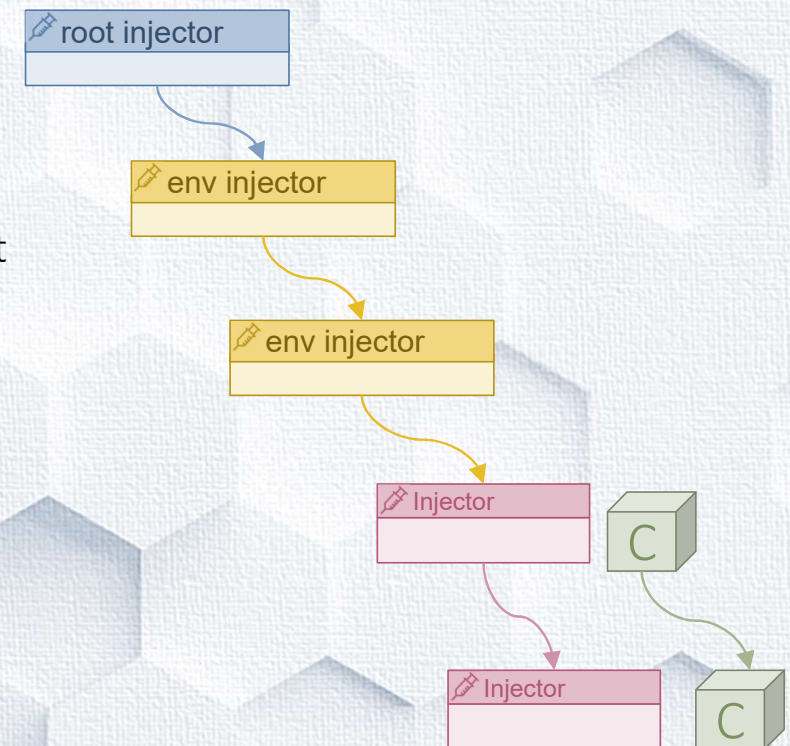 root injector
env injector
t
env injector
Injector
C
Injector
C